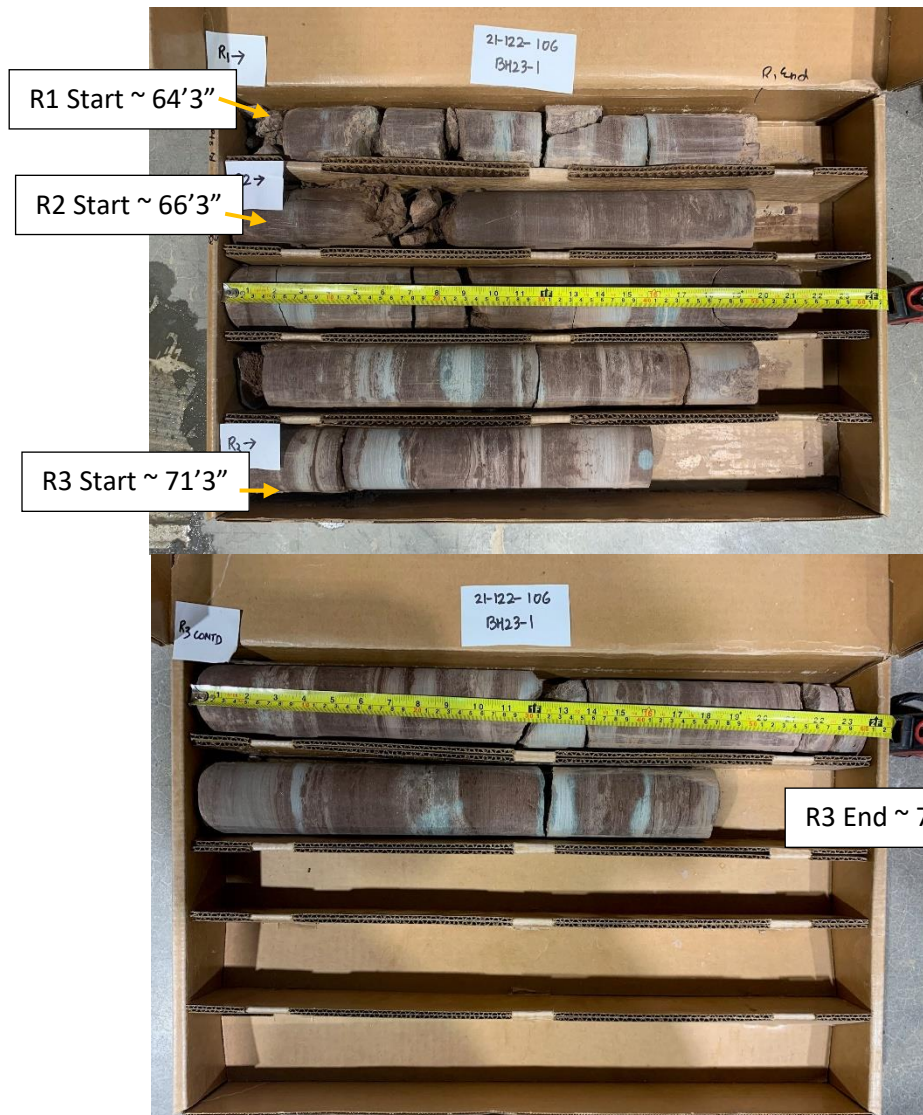 R1→
21-122-106
BH23-1
R1 End
R1 Start ~ 64'3"
R2→
R2 Start ~ 66'3"
R3→
R3 Start ~ 71'3"
R3 CONTD
21-122-106
BH23-1
R3 End ~ 7